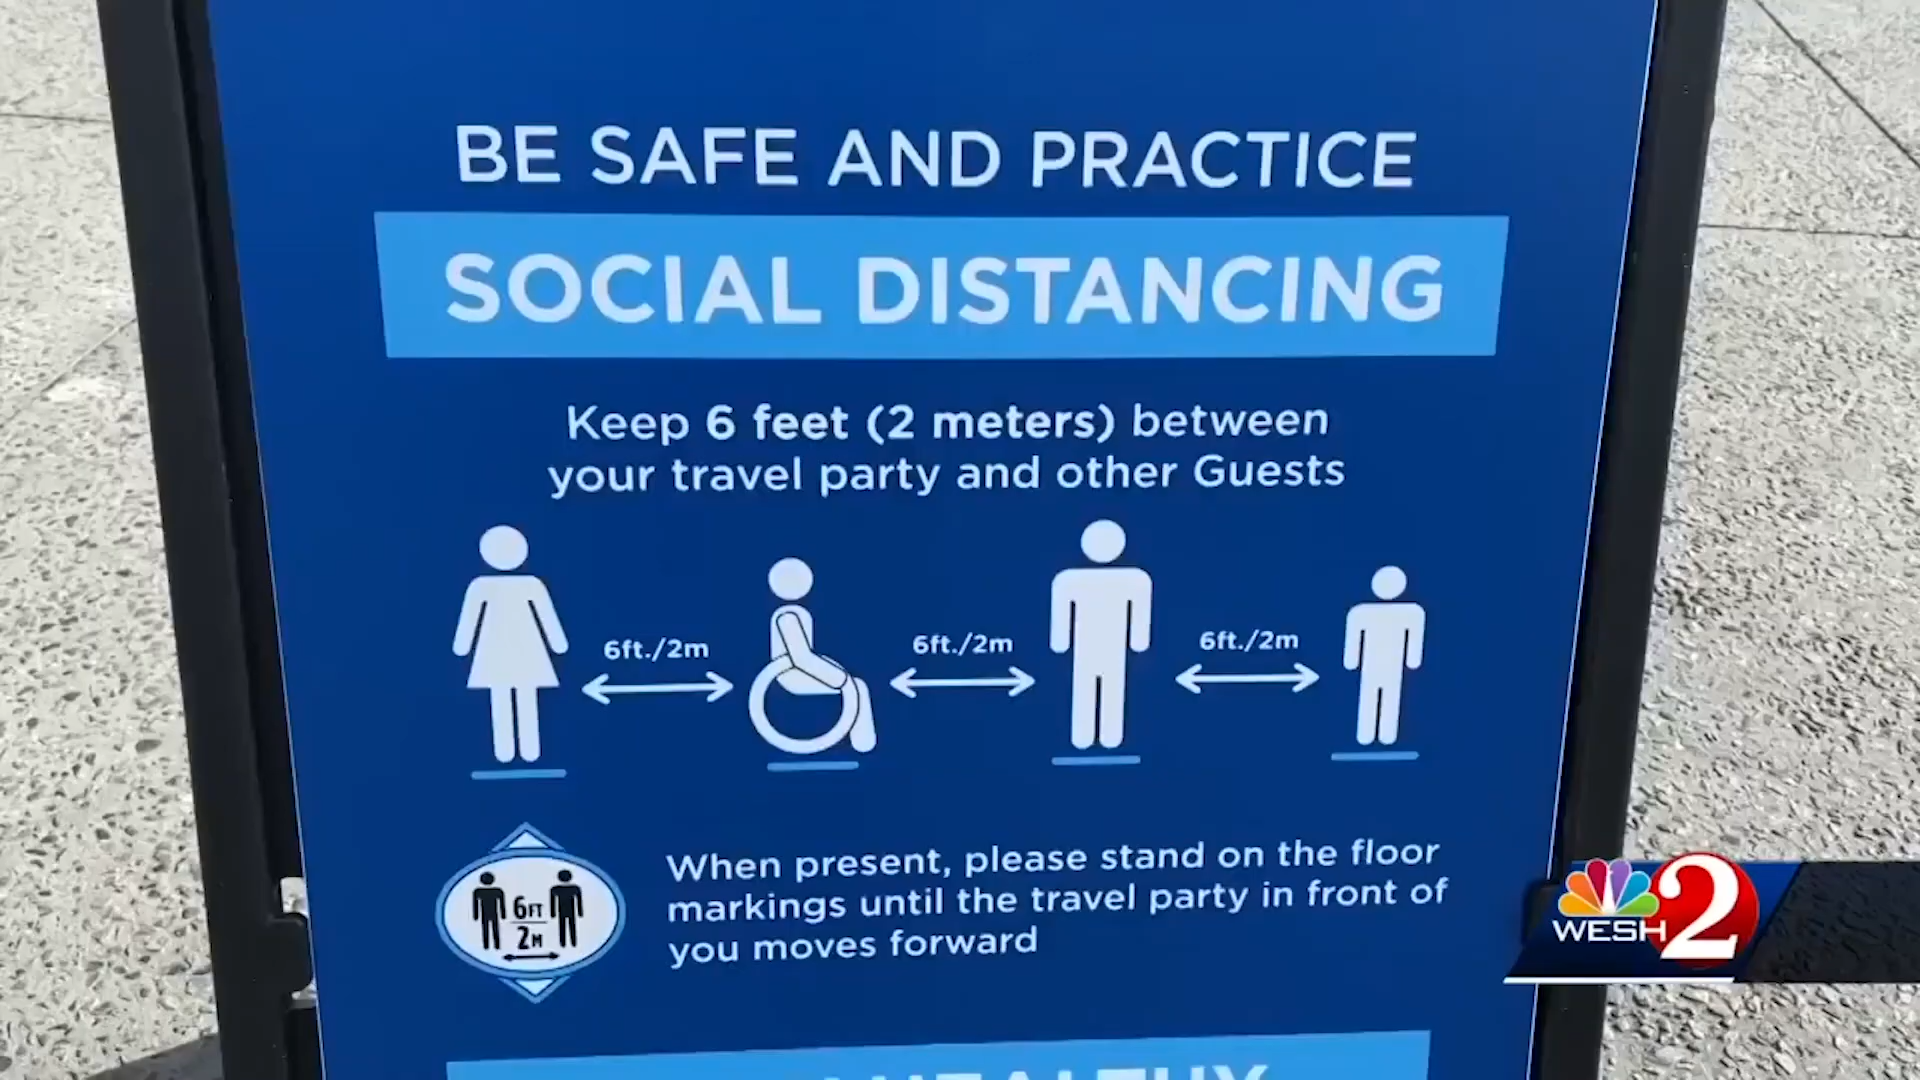 BE SAFE AND PRACTICE
SOCIAL DISTANCING
Keep 6 feet (2 meters) between
your travel party and other Guests
6ft./2m 6ft./2m 6ft./2m
6FT
2M
When present, please stand on the floor
markings until the travel party in front of
you moves forward
WESH 2